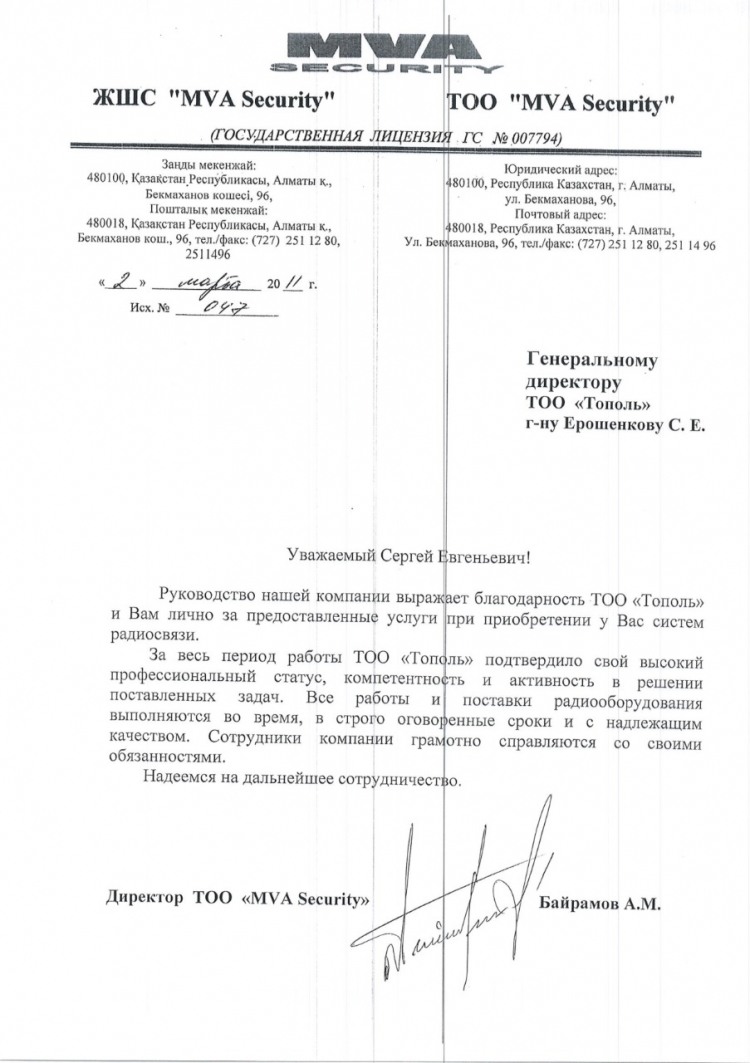 MVA
SECURITY
ЖШС "MVA Security"
ТОО "MVA Security"
(ГОСУДАРСТВЕННАЯ ЛИЦЕНЗИЯ ГС № 007794)
Заңды мекенжай:
480100, Қазақстан Республикасы, Алматы қ.,
Бекмаханов кошесі, 96,
Пошталық мекенжай:
480018, Қазақстан Республикасы, Алматы қ.,
Бекмаханов кош., 96, тел./факс: (727) 251 12 80,
2511496
Юридический адрес:
480100, Республика Казахстан, г. Алматы,
ул. Бекмаханова, 96,
Почтовый адрес:
480018, Республика Казахстан, г. Алматы,
Ул. Бекмаханова, 96, тел./факс: (727) 251 12 80, 251 14 96
« 2 » марта 2011 г.
Исх. № 047
Генеральному
директору
ТОО «Тополь»
г-ну Ерошенкову С. Е.
Уважаемый Сергей Евгеньевич!
Руководство нашей компании выражает благодарность ТОО «Тополь»
и Вам лично за предоставленные услуги при приобретении у Вас систем
радиосвязи.
За весь период работы ТОО «Тополь» подтвердило свой высокий
профессиональный статус, компетентность и активность в решении
поставленных задач. Все работы и поставки радиооборудования
выполняются во время, в строго оговоренные сроки и с надлежащим
качеством. Сотрудники компании грамотно справляются со своими
обязанностями.
Надеемся на дальнейшее сотрудничество.
Директор ТОО «MVA Security»
Байрамов А.М.